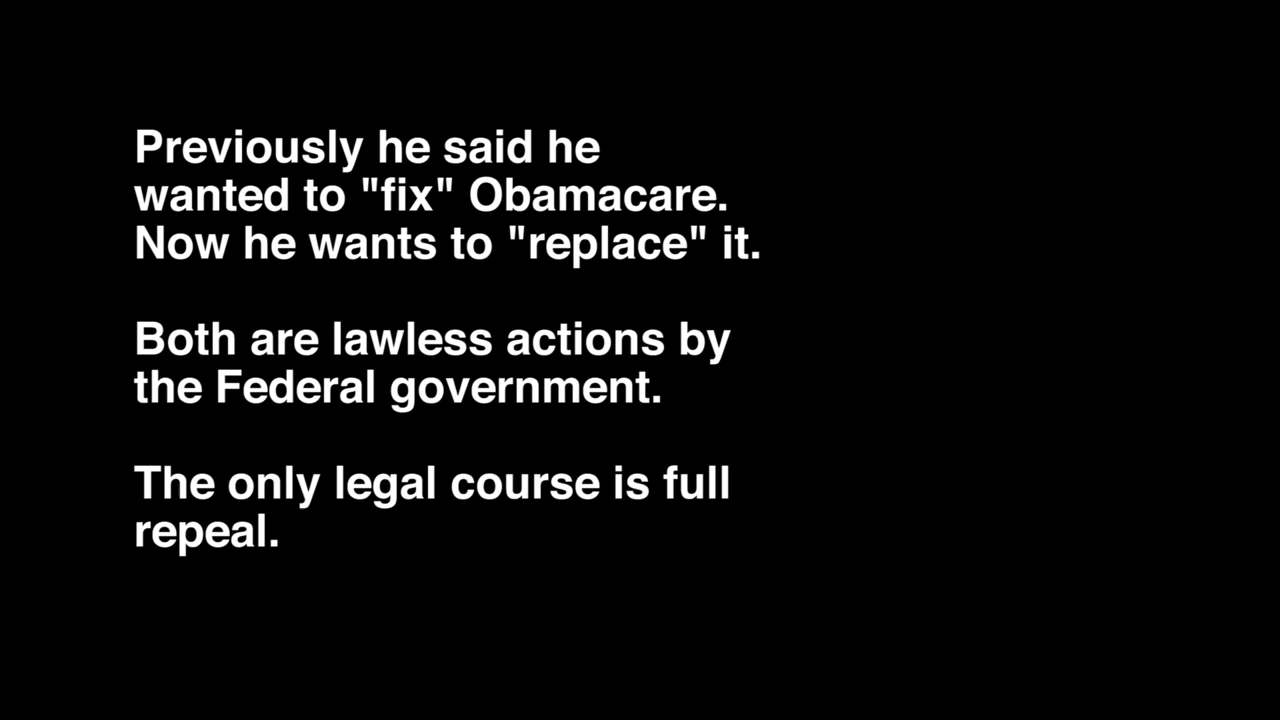 Previously he said he
wanted to "fix" Obamacare.
Now he wants to "replace" it.
Both are lawless actions by
the Federal government.
The only legal course is full
repeal.